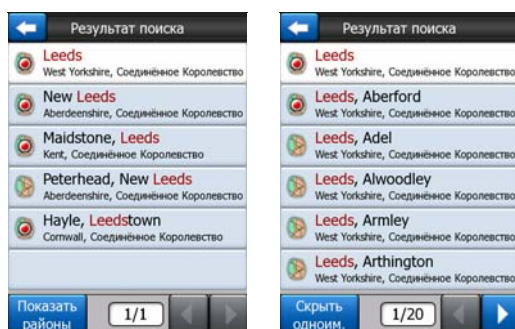 Результат поиска
Leeds
West Yorkshire, Соединённое Королевство
New Leeds
Aberdeenshire, Соединённое Королевство
Maidstone, Leeds
Kent, Соединённое Королевство
Peterhead, New Leeds
Aberdeenshire, Соединённое Королевство
Hayle, Leedstown
Cornwall, Соединённое Королевство
Показать
районы
1/1
Результат поиска
Leeds
West Yorkshire, Соединённое Королевство
Leeds, Aberford
West Yorkshire, Соединённое Королевство
Leeds, Adel
West Yorkshire, Соединённое Королевство
Leeds, Alwoodley
West Yorkshire, Соединённое Королевство
Leeds, Armley
West Yorkshire, Соединённое Королевство
Leeds, Arthington
West Yorkshire, Соединённое Королевство
Скрыть
одноим.
1/20